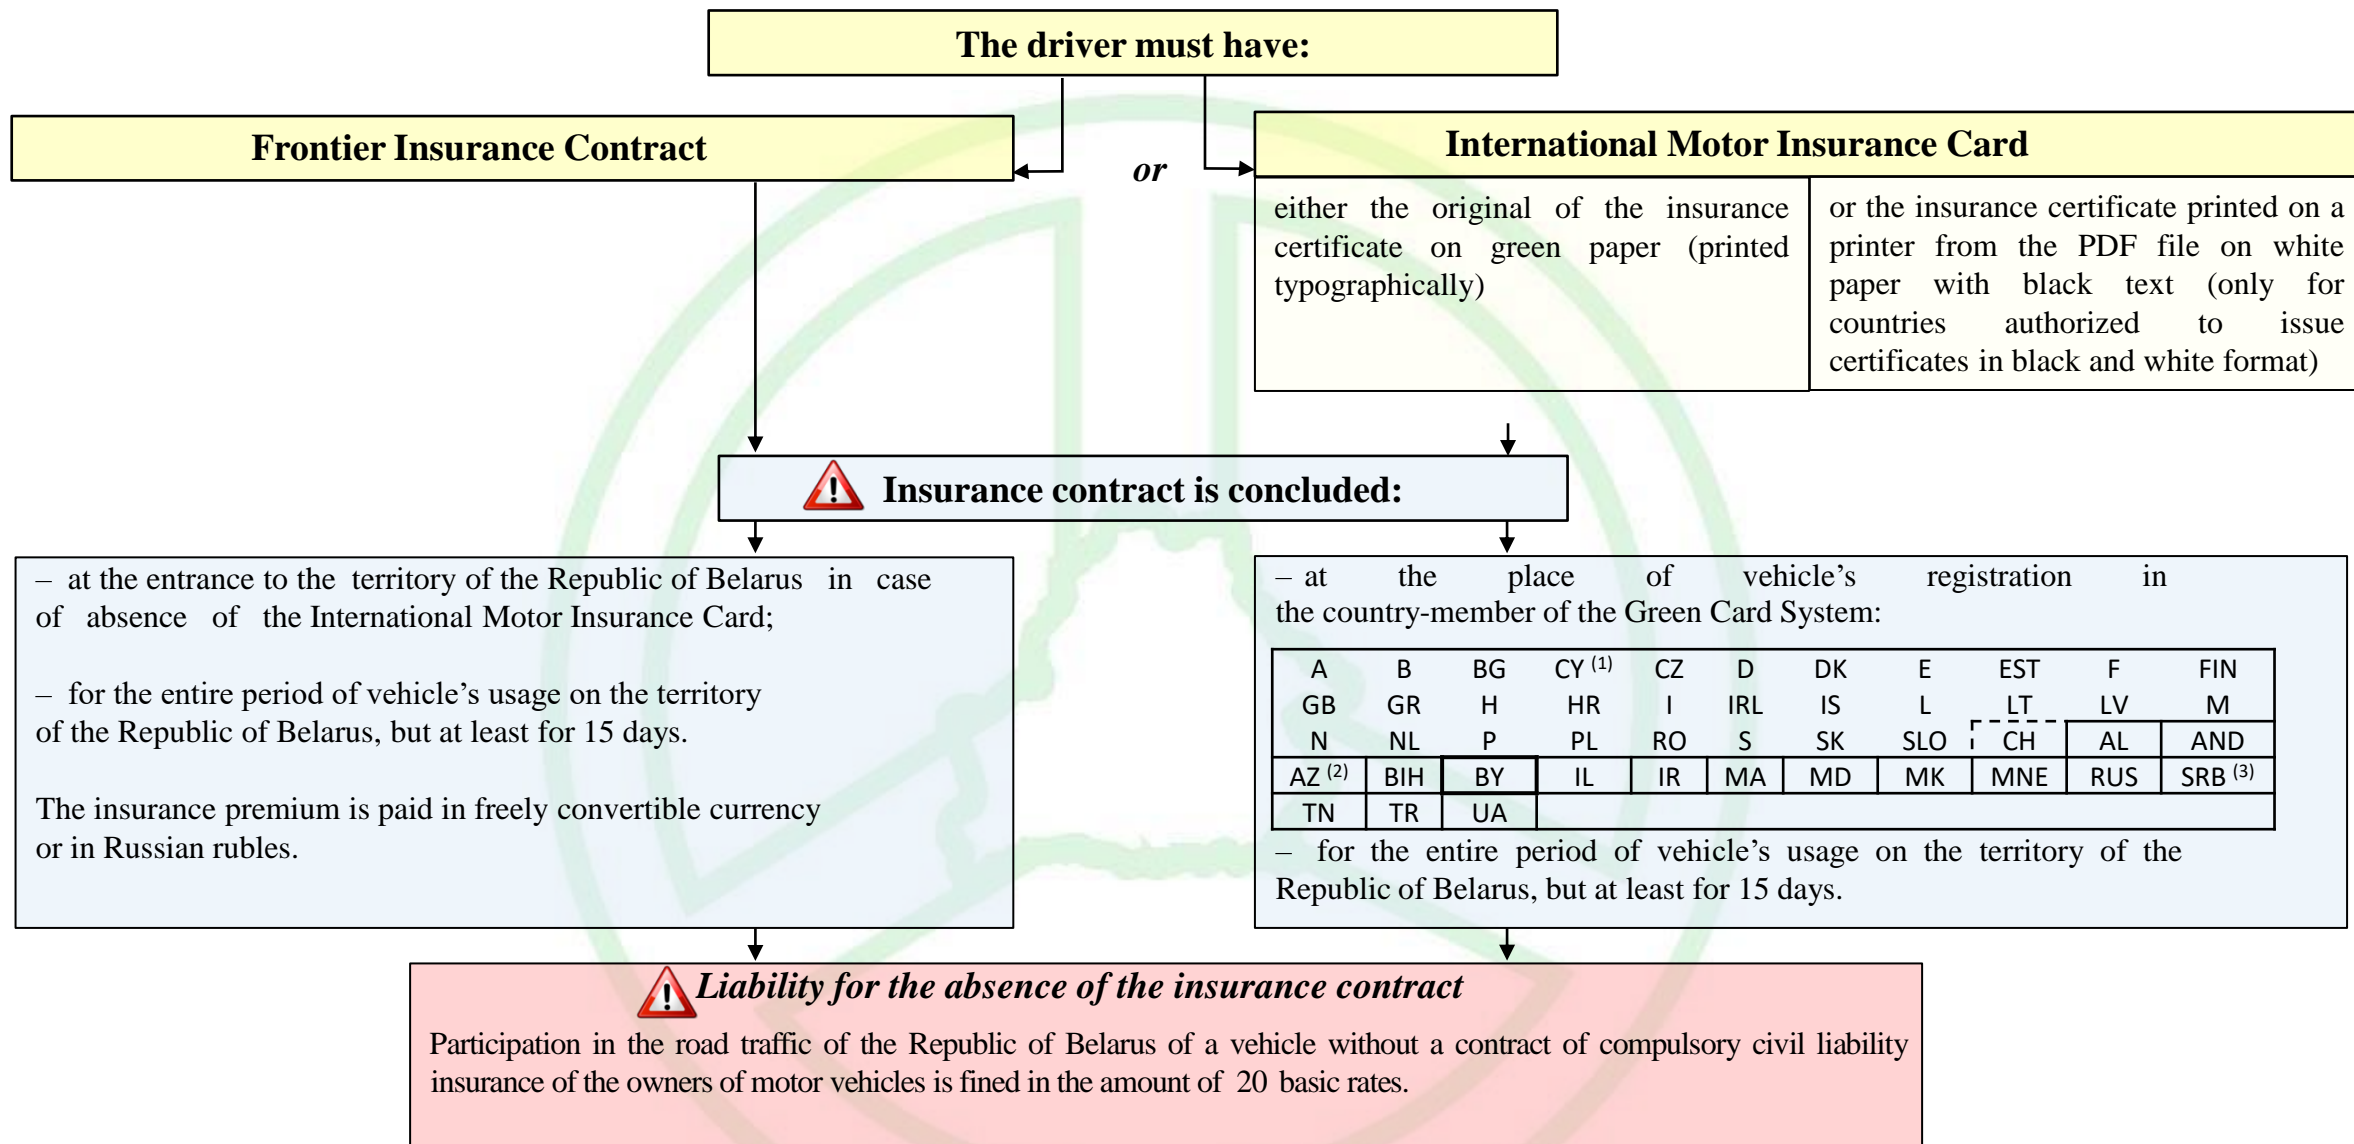 The driver must have:
Frontier Insurance Contract
or
International Motor Insurance Card
either the original of the insurance
certificate on green paper (printed
typographically)
or the insurance certificate printed on a
printer from the PDF file on white
paper with black text (only for
countries authorized to issue
certificates in black and white format)
Insurance contract is concluded:
– at the entrance to the territory of the Republic of Belarus in case
of absence of the International Motor Insurance Card;
– for the entire period of vehicle’s usage on the territory
of the Republic of Belarus, but at least for 15 days.
The insurance premium is paid in freely convertible currency
or in Russian rubles.
– at the place of vehicle’s registration in
the country-member of the Green Card System:
A B BG CY (1) CZ D DK E EST F FIN
GB GR H HR I IRL IS L LT LV M
N NL P PL RO S SK SLO CH AL AND
AZ (2) BIH BY IL IR MA MD MK MNE RUS SRB (3)
TN TR UA
– for the entire period of vehicle’s usage on the territory of the
Republic of Belarus, but at least for 15 days.
Liability for the absence of the insurance contract
Participation in the road traffic of the Republic of Belarus of a vehicle without a contract of compulsory civil liability
insurance of the owners of motor vehicles is fined in the amount of 20 basic rates.